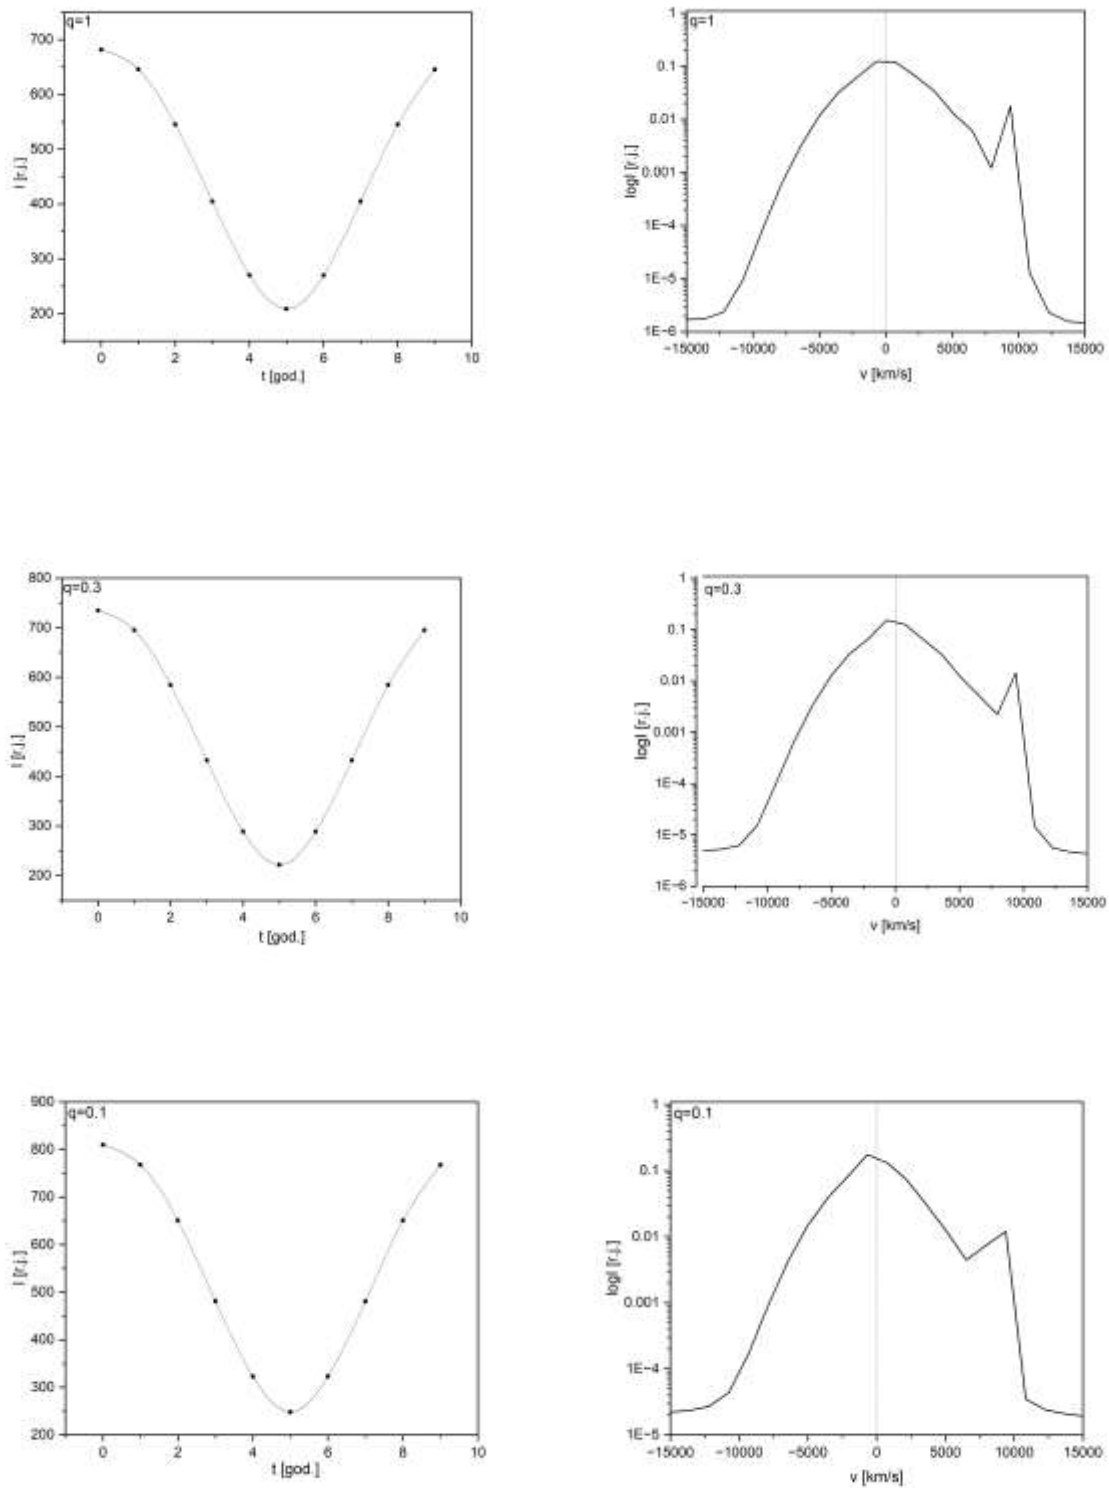 q=1
700
600
500
400
300
200
I [r.j.]
0 2 4 6 8 10
t [god.]
q=1
1
0.1
0.01
0.001
1E−4
1E−5
1E−6
logI [r.j.]
−15000 −10000 −5000 0 5000 10000 15000
v [km/s]
q=0.3
800
700
600
500
400
300
200
I [r.j.]
0 2 4 6 8 10
t [god.]
q=0.3
1
0.1
0.01
0.001
1E−4
1E−5
1E−6
logI [r.j.]
−15000 −10000 −5000 0 5000 10000 15000
v [km/s]
q=0.1
900
800
700
600
500
400
300
200
I [r.j.]
0 2 4 6 8 10
t [god.]
q=0.1
1
0.1
0.01
0.001
1E−4
1E−5
logI [r.j.]
−15000 −10000 −5000 0 5000 10000 15000
v [km/s]